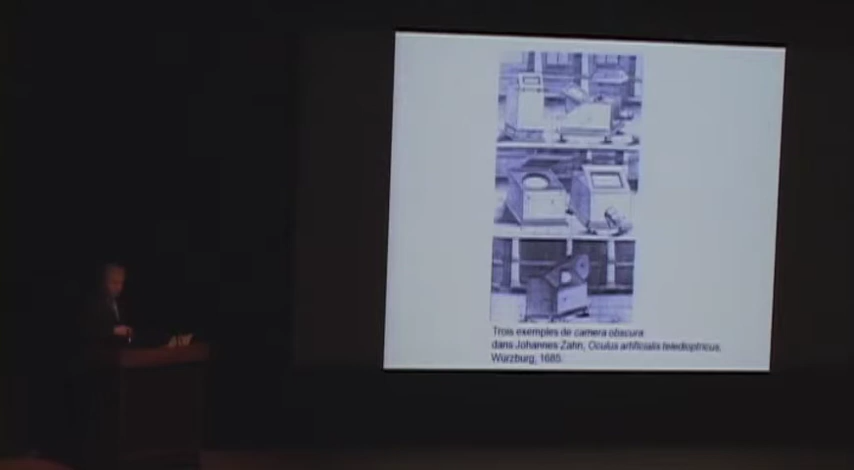 Trois exemples de camera obscura
dans Johannes Zahn, Oculus artificialis teledioptricus,
Würzburg, 1685.